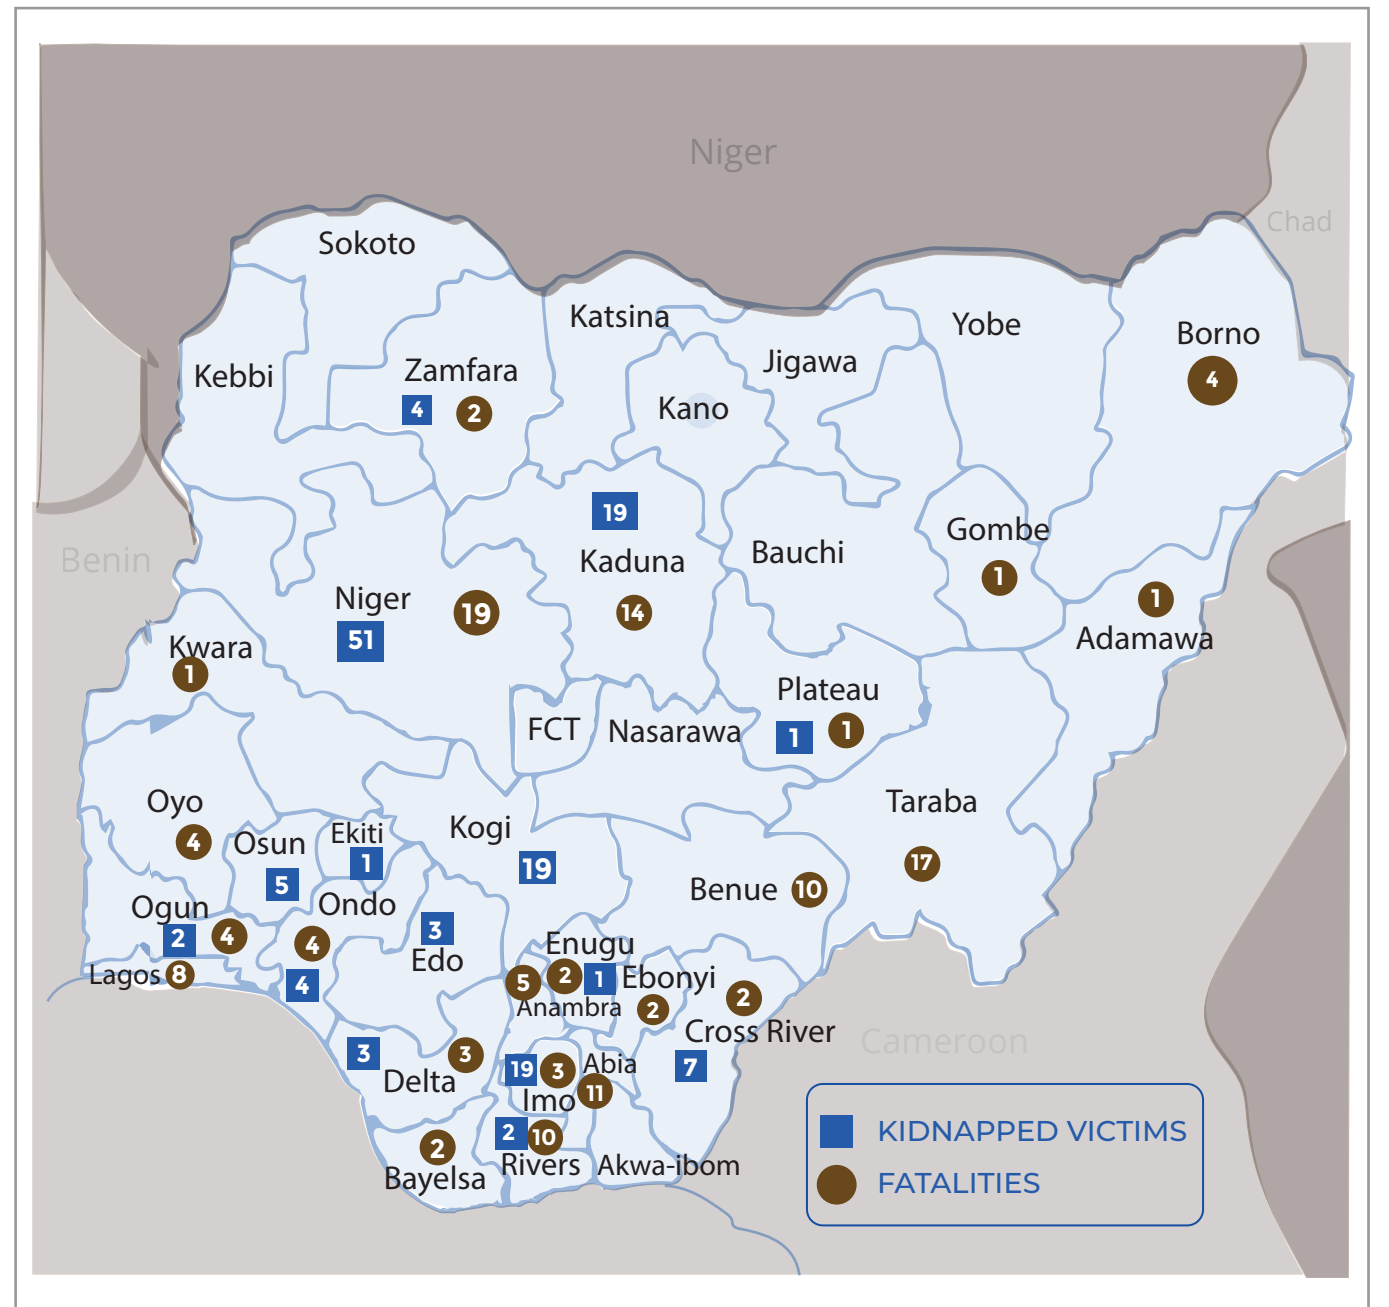 Niger
Chad
Sokoto
Katsina
Yobe
Borno
4
Jigawa
Kebbi
Zamfara
4
2
Kano
19
Kaduna
14
Bauchi
Gombe
1
Benin
Niger
51
19
1
Adamawa
Kwara
1
Plateau
1
1
FCT
Nasarawa
Oyo
4
Osun
5
Ekiti
1
Kogi
19
Taraba
17
Benue
10
Ogun
2
4
Ondo
4
4
3
Edo
Lagos
8
Enugu
5
2
1
Anambra
Ebonyi
2
2
Cross River
7
Cameroon
3
3
Delta
19
3
Imo
Abia
11
2
Bayelsa
2
10
Rivers
Akwa-ibom
KIDNAPPED VICTIMS
FATALITIES